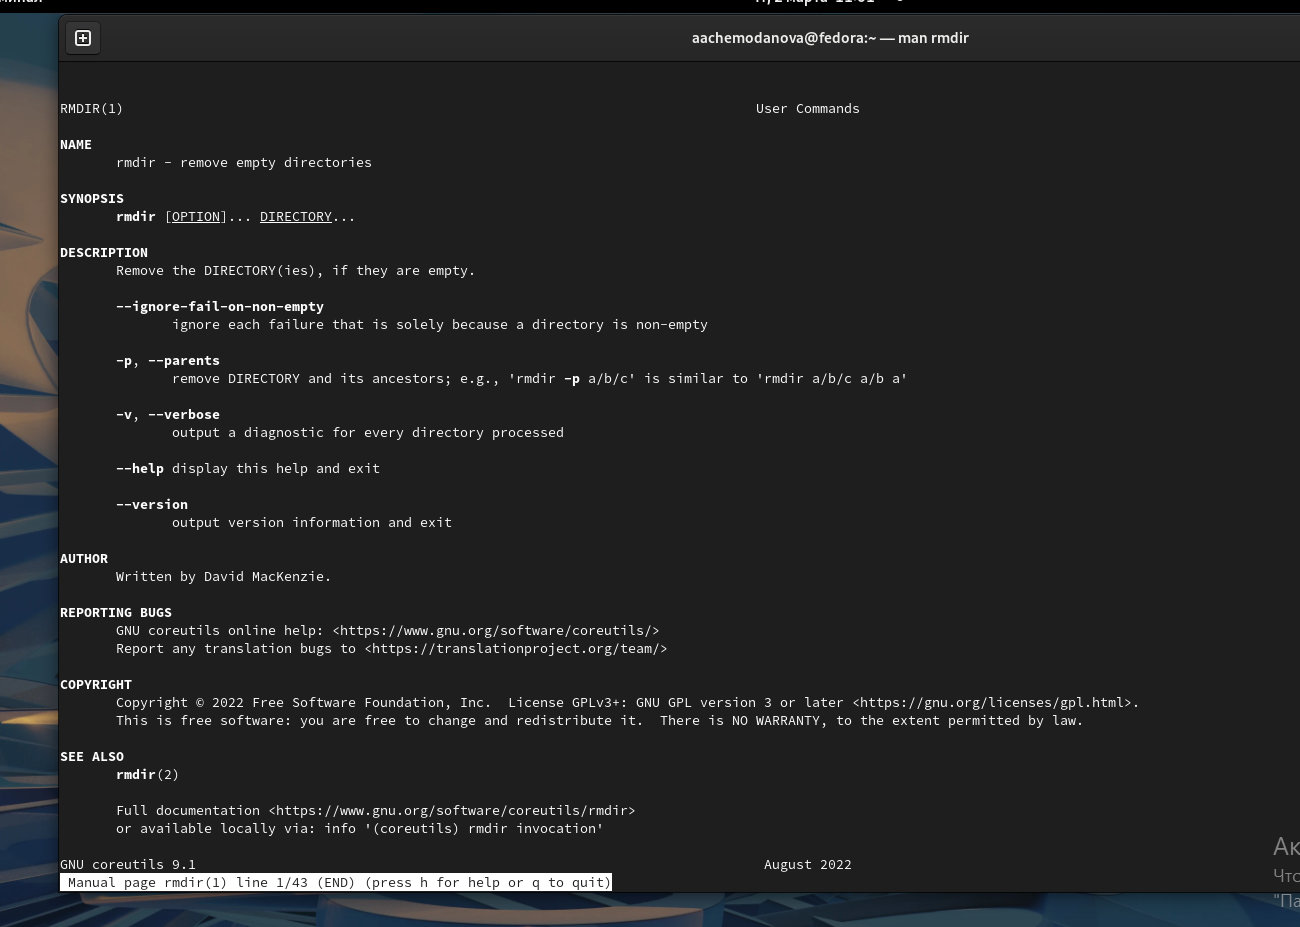 aachemodanova@fedora:~ — man rmdir
RMDIR(1) User Commands
NAME
rmdir - remove empty directories
SYNOPSIS
rmdir [OPTION]... DIRECTORY...
DESCRIPTION
Remove the DIRECTORY(ies), if they are empty.
--ignore-fail-on-non-empty
ignore each failure that is solely because a directory is non-empty
-p, --parents
remove DIRECTORY and its ancestors; e.g., 'rmdir -p a/b/c' is similar to 'rmdir a/b/c a/b a'
-v, --verbose
output a diagnostic for every directory processed
--help display this help and exit
--version
output version information and exit
AUTHOR
Written by David MacKenzie.
REPORTING BUGS
GNU coreutils online help: <https://www.gnu.org/software/coreutils/>
Report any translation bugs to <https://translationproject.org/team/>
COPYRIGHT
Copyright © 2022 Free Software Foundation, Inc.  License GPLv3+: GNU GPL version 3 or later <https://gnu.org/licenses/gpl.html>.
This is free software: you are free to change and redistribute it.  There is NO WARRANTY, to the extent permitted by law.
SEE ALSO
rmdir(2)
Full documentation <https://www.gnu.org/software/coreutils/rmdir>
or available locally via: info '(coreutils) rmdir invocation'
GNU coreutils 9.1 August 2022
Manual page rmdir(1) line 1/43 (END) (press h for help or q to quit)
Ак
Что
"Па